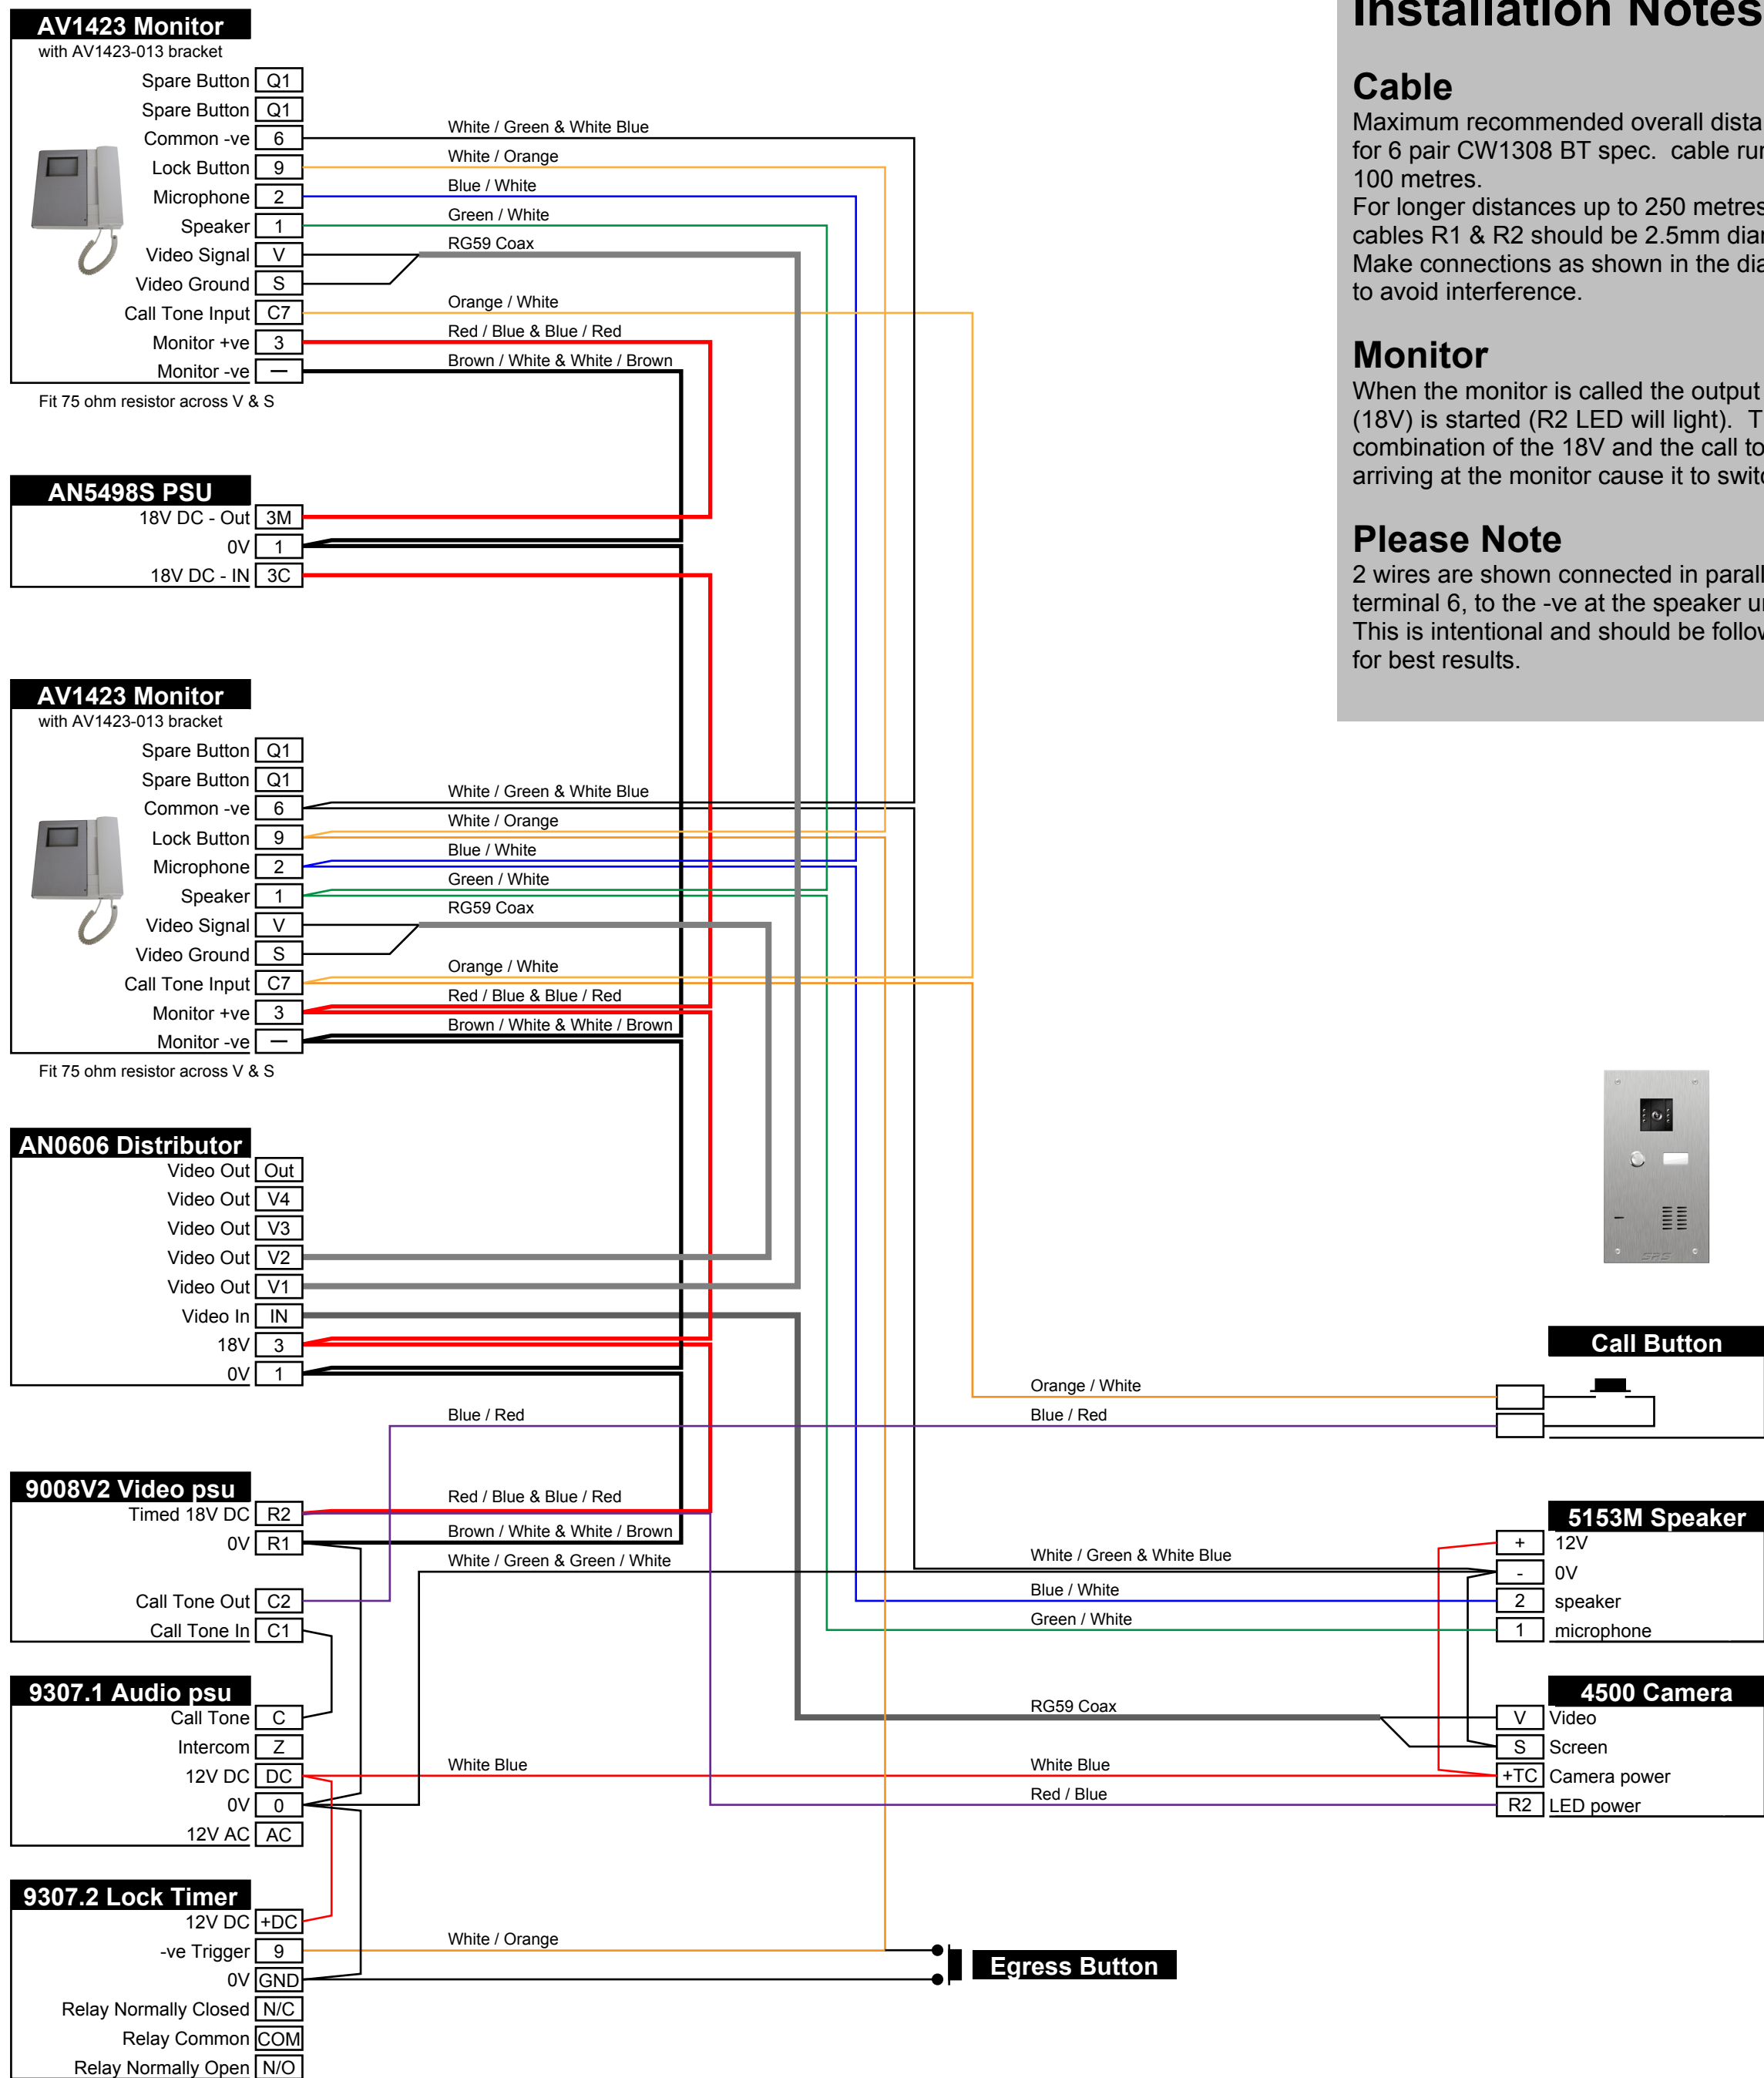 AV1423 Monitor
with AV1423-013 bracket
Spare Button Q1
Spare Button Q1
Common -ve 6 White / Green & White Blue
Lock Button 9 White / Orange
Microphone 2 Blue / White
Speaker 1 Green / White
Video Signal V RG59 Coax
Video Ground S
Call Tone Input C7 Orange / White
Monitor +ve 3 Red / Blue & Blue / Red
Monitor -ve — Brown / White & White / Brown
Fit 75 ohm resistor across V & S
AN5498S PSU
18V DC - Out 3M
0V 1
18V DC - IN 3C
AV1423 Monitor
with AV1423-013 bracket
Spare Button Q1
Spare Button Q1
Common -ve 6 White / Green & White Blue
Lock Button 9 White / Orange
Microphone 2 Blue / White
Speaker 1 Green / White
Video Signal V RG59 Coax
Video Ground S
Call Tone Input C7 Orange / White
Monitor +ve 3 Red / Blue & Blue / Red
Monitor -ve — Brown / White & White / Brown
Fit 75 ohm resistor across V & S
AN0606 Distributor
Video Out Out
Video Out V4
Video Out V3
Video Out V2
Video Out V1
Video In IN
18V 3
0V 1
Blue / Red
9008V2 Video psu
Timed 18V DC R2 Red / Blue & Blue / Red
0V R1 Brown / White & White / Brown
White / Green & Green / White
Call Tone Out C2
Call Tone In C1
9307.1 Audio psu
Call Tone C
Intercom Z
12V DC DC White Blue
0V 0
12V AC AC
9307.2 Lock Timer
12V DC +DC
-ve Trigger 9 White / Orange
0V GND
Relay Normally Closed N/C
Relay Common COM
Relay Normally Open N/O
Egress Button
Installation Notes
Cable
Maximum recommended overall
for 6 pair CW1308 BT spec. cable
100 metres.
For longer distances up to 250 metres
cables R1 & R2 should be 2.5mm
Make connections as shown in the
to avoid interference.
Monitor
When the monitor is called the output
(18V) is started (R2 LED will light).
combination of the 18V and the call
arriving at the monitor cause it to
Please Note
2 wires are shown connected in
terminal 6, to the -ve at the speaker
This is intentional and should be
for best results.
SRS
Call Button
Orange / White
Blue / Red
5153M Speaker
+ 12V
White / Green & White Blue - 0V
Blue / White 2 speaker
Green / White 1 microphone
4500 Camera
RG59 Coax V Video
S Screen
White Blue +TC Camera power
Red / Blue R2 LED power